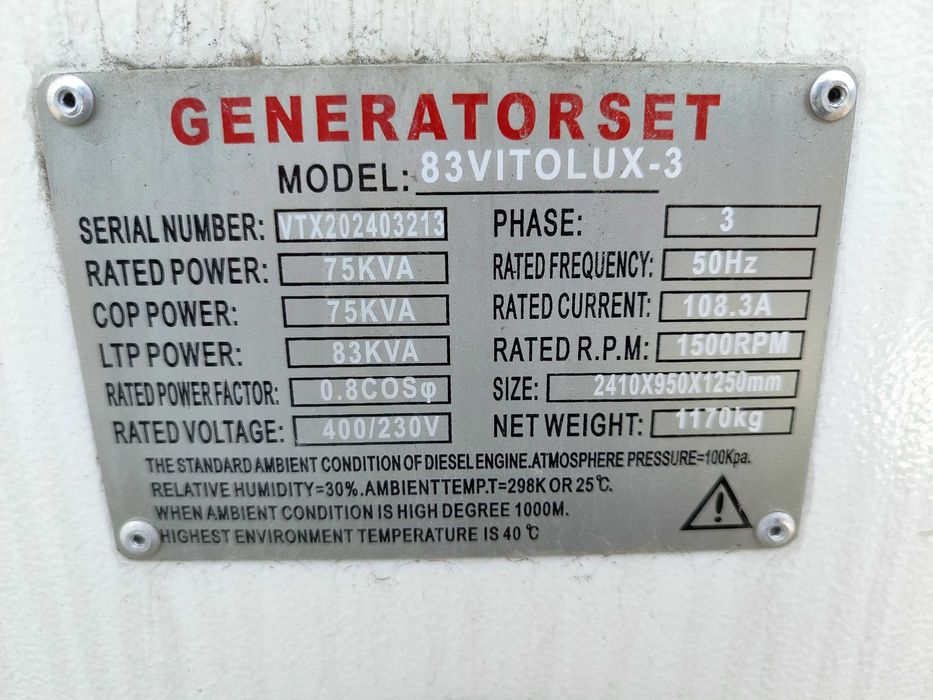 GENERATORSET
MODEL: 83VITOLUX-3
SERIAL NUMBER: VTX202403213
PHASE: 3
RATED POWER: 75KVA
RATED FREQUENCY: 50Hz
COP POWER: 75KVA
RATED CURRENT: 108.3A
LTP POWER: 83KVA
RATED R.P.M: 1500RPM
RATED POWER FACTOR: 0.8COSφ
SIZE: 2410X950X1250mm
RATED VOLTAGE: 400/230V
NET WEIGHT: 1170kg
THE STANDARD AMBIENT CONDITION OF DIESEL ENGINE.ATMOSPHERE PRESSURE=100Kpa.
RELATIVE HUMIDITY=30%.AMBIENT TEMP.T=298K OR 25℃.
WHEN AMBIENT CONDITION IS HIGH DEGREE 1000M.
HIGHEST ENVIRONMENT TEMPERATURE IS 40℃